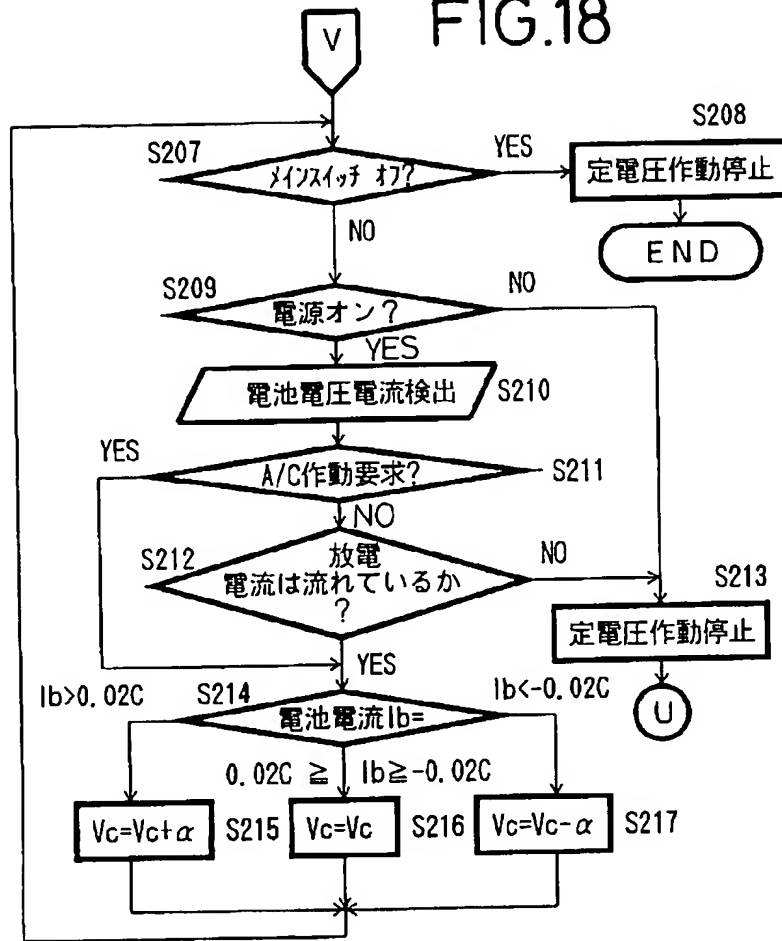 FIG.18
V
S207
メインスイッチ オフ?
YES
S208
定電圧作動停止
END
NO
S209
電源オン?
NO
YES
電池電圧電流検出
S210
YES
A/C作動要求?
S211
NO
S212
放電
電流は流れているか
?
NO
S213
定電圧作動停止
U
YES
Ib>0.02C
S214
電池電流Ib=
Ib<-0.02C
0.02C ≧ Ib≧-0.02C
Vc=Vc+α
S215
Vc=Vc
S216
Vc=Vc-α
S217